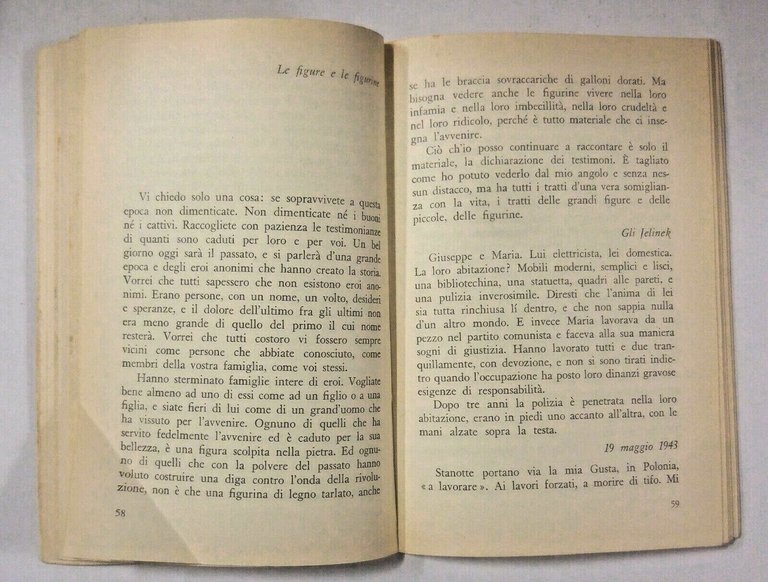 Le figure e le figurine
Vi chiedo solo una cosa: se sopravvivete a questa
epoca non dimenticate. Non dimenticate né i buoni
né i cattivi. Raccogliete con pazienza le testimonianze
di quanti sono caduti per loro e per voi. Un bel
giorno oggi sarà il passato, e si parlerà d'una grande
epoca e degli eroi anonimi che hanno creato la storia.
Vorrei che tutti sapessero che non esistono eroi ano-
nimi. Erano persone, con un nome, un volto, desideri
e speranze, e il dolore dell'ultimo fra gli ultimi non
era meno grande di quello del primo il cui nome
resterà. Vorrei che tutti costoro vi fossero sempre
vicini come persone che abbiate conosciuto, come
membri della vostra famiglia, come voi stessi.
Hanno sterminato famiglie intere di eroi. Vogliate
bene almeno ad uno di essi come ad un figlio o a una
figlia, e siate fieri di lui come di un grand'uomo che
ha vissuto per l'avvenire. Ognuno di quelli che ha
servito fedelmente l'avvenire ed è caduto per la sua
bellezza, è una figura scolpita nella pietra. Ed ognu-
no di quelli che con la polvere del passato hanno
voluto costruire una diga contro l'onda della rivolu-
zione, non è che una figurina di legno tarlato, anche
58
se ha le braccia sovraccariche di galloni dorati. Ma
bisogna vedere anche le figurine vivere nella loro
infamia e nella loro imbecillità, nella loro crudeltà e
nel loro ridicolo, perché è tutto materiale che ci inse-
gna l'avvenire.
Ciò ch'io posso continuare a raccontare è solo il
materiale, la dichiarazione dei testimoni. È tagliato
come ho potuto vederlo dal mio angolo e senza nes-
sun distacco, ma ha tutti i tratti d'una vera somiglian-
za con la vita, i tratti delle grandi figure e delle
piccole, delle figurine.
Gli Jelinek
Giuseppe e Maria. Lui elettricista, lei domestica.
La loro abitazione? Mobili moderni, semplici e lisci,
una bibliotechina, una statuetta, quadri alle pareti, e
una pulizia inverosimile. Diresti che l'anima di lei
sia tutta rinchiusa lí dentro, e che non sappia nulla
d'un altro mondo. E invece Maria lavorava da un
pezzo nel partito comunista e faceva alla sua maniera
sogni di giustizia. Hanno lavorato tutti e due tran-
quillamente, con devozione, e non si sono tirati indie-
tro quando l'occupazione ha posto loro dinanzi gravose
esigenze di responsabilità.
Dopo tre anni la polizia è penetrata nella loro
abitazione, erano in piedi uno accanto all'altra, con le
mani alzate sopra la testa.
19 maggio 1943
Stanotte portano via la mia Gusta, in Polonia,
« a lavorare ». Ai lavori forzati, a morire di tifo. Mi
59